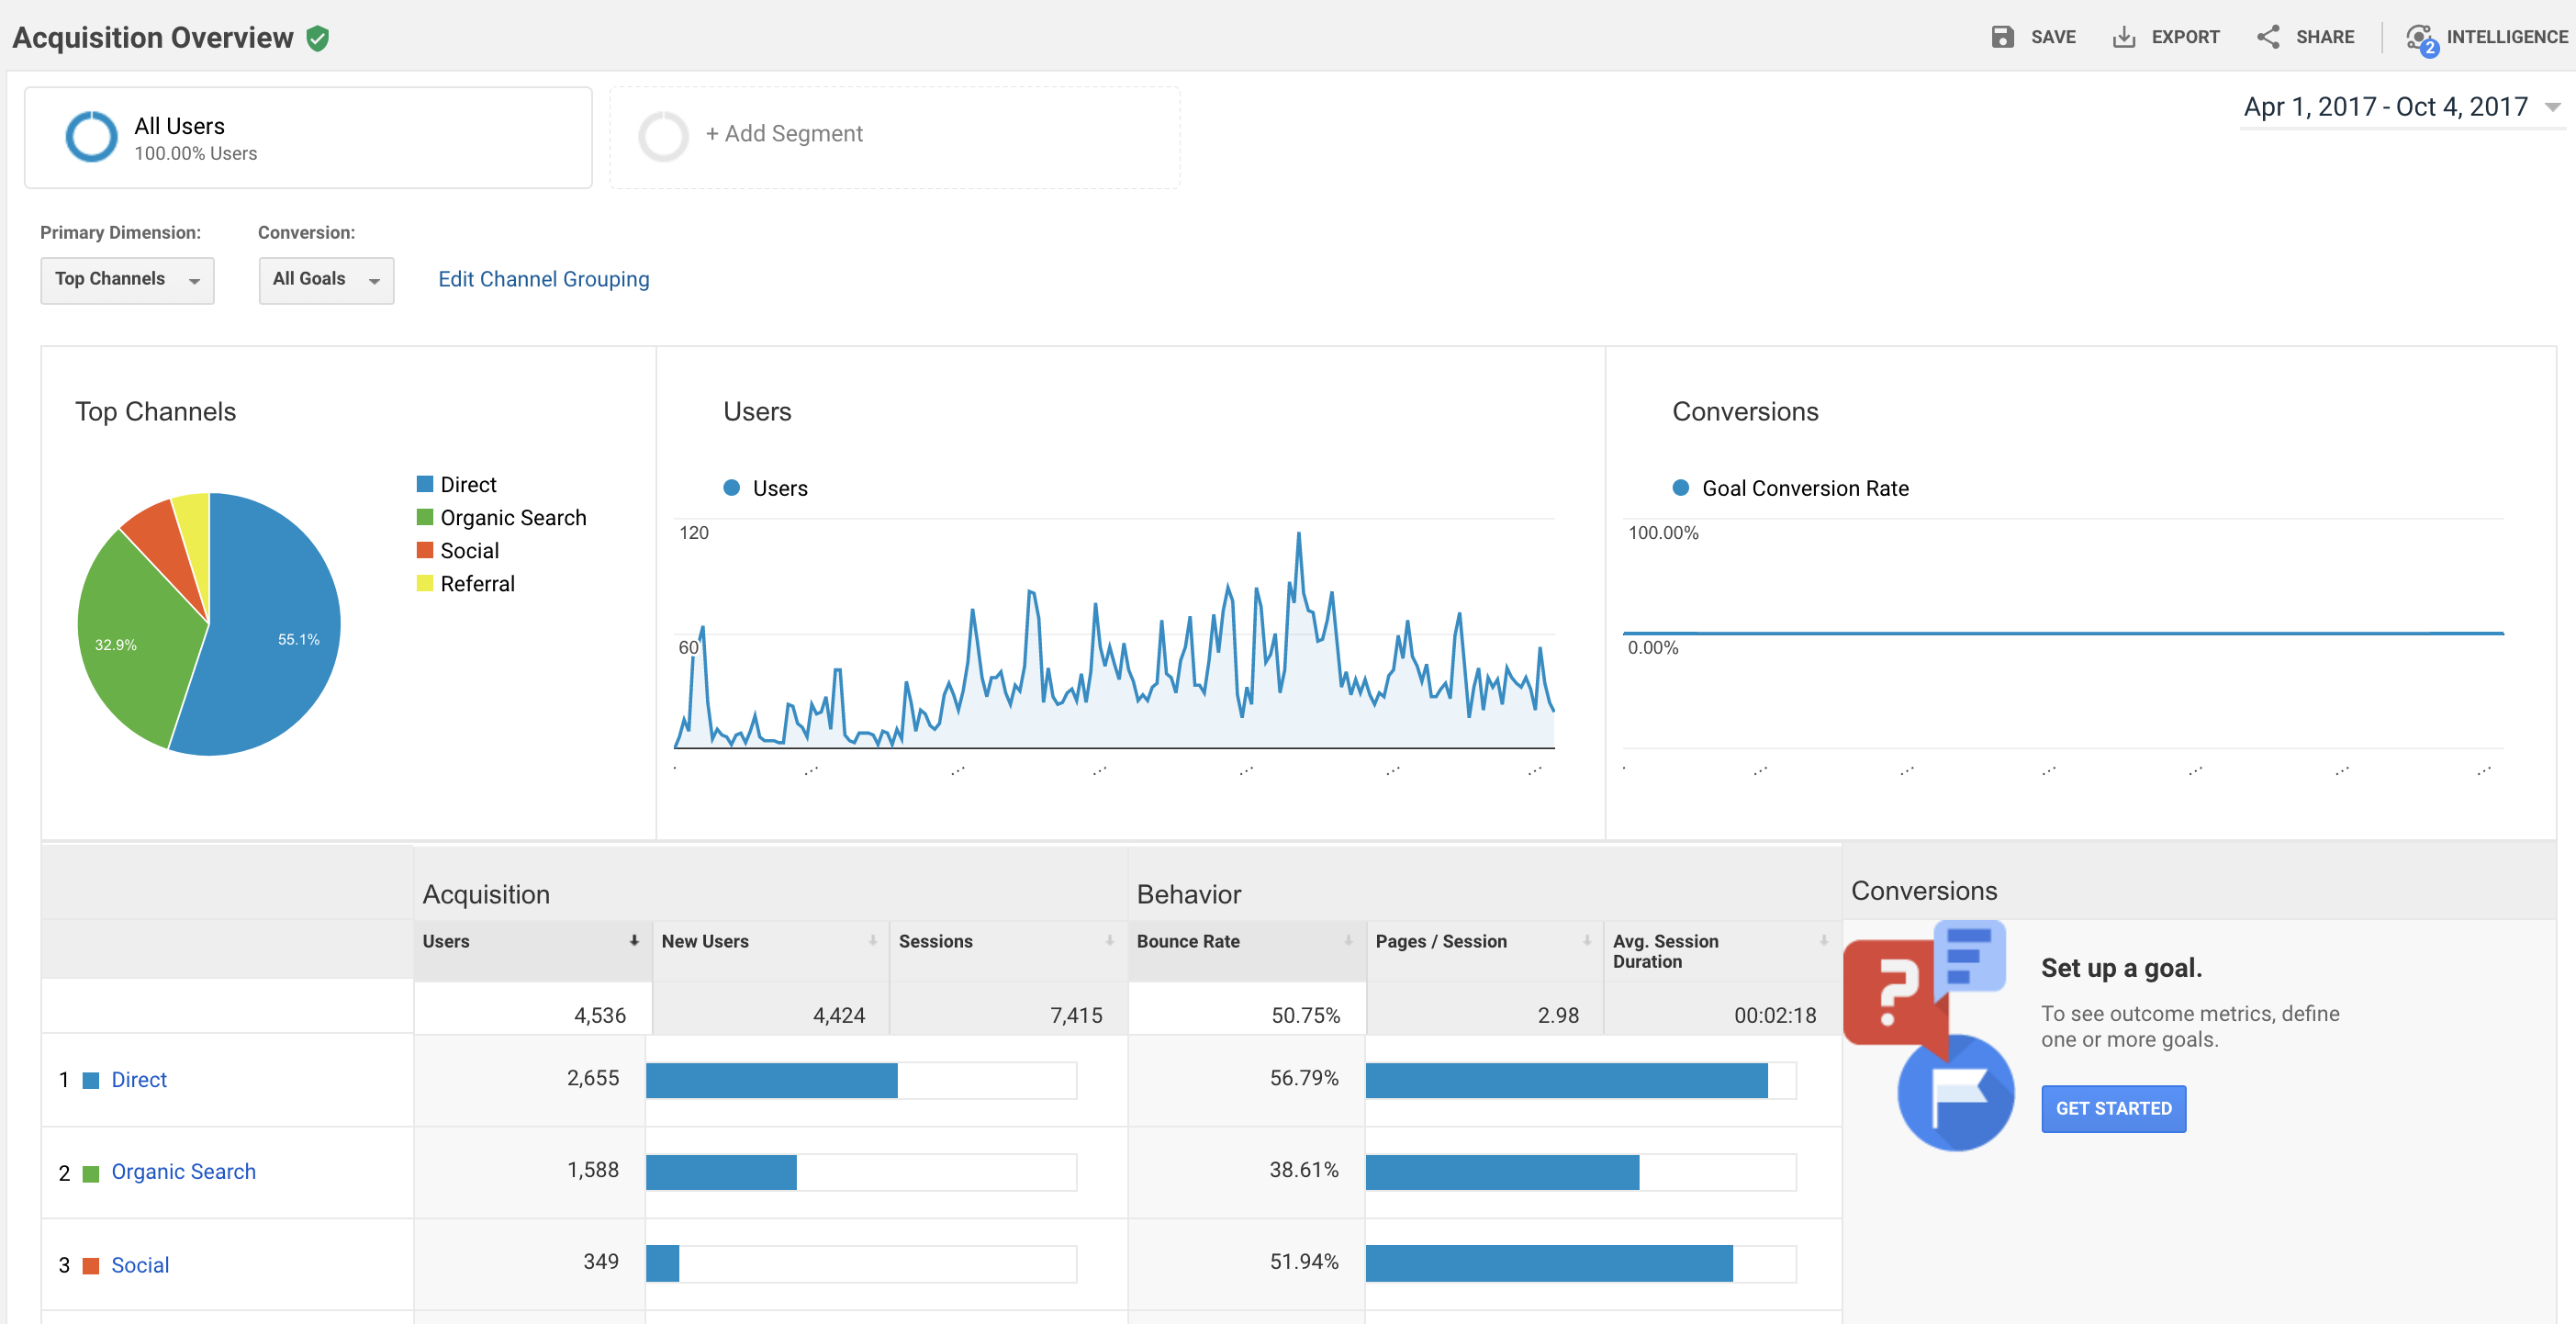 Acquisition Overview
SAVE
EXPORT
SHARE
2
INTELLIGENCE
All Users
100.00% Users
+ Add Segment
Apr 1, 2017 - Oct 4, 2017
Primary Dimension:
Conversion:
Top Channels
All Goals
Edit Channel Grouping
Top Channels
Direct
Organic Search
Social
Referral
55.1%
32.9%
Users
Users
120
60
Conversions
Goal Conversion Rate
100.00%
0.00%
Acquisition
Behavior
Conversions
Users
New Users
Sessions
Bounce Rate
Pages / Session
Avg. Session
Duration
4,536
4,424
7,415
50.75%
2.98
00:02:18
1 Direct
2,655
56.79%
2 Organic Search
1,588
38.61%
3 Social
349
51.94%
?
Set up a goal.
To see outcome metrics, define
one or more goals.
GET STARTED